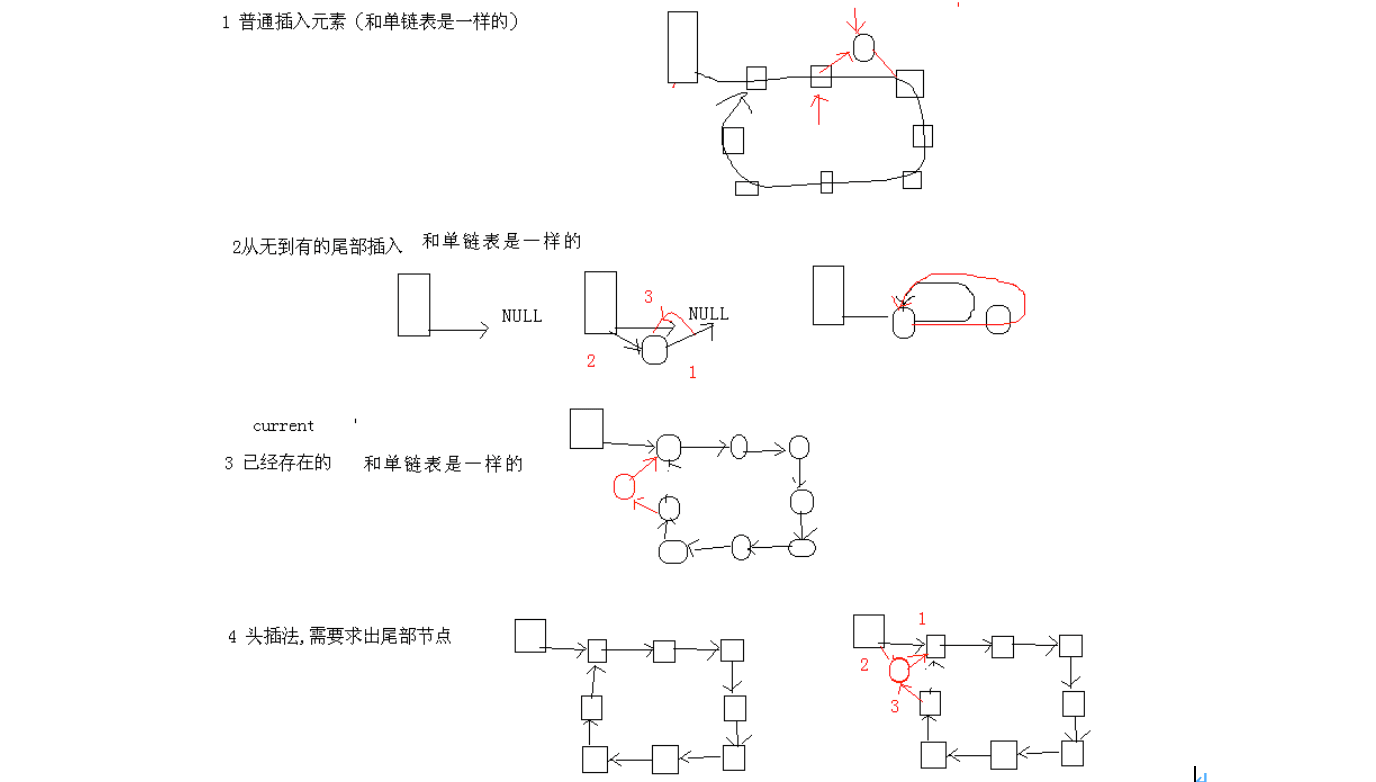 1 普通插入元素（和单链表是一样的）
2从无到有的尾部插入 和单链表是一样的
NULL
3
NULL
2
1
current '
3 已经存在的 和单链表是一样的
4 头插法,需要求出尾部节点
1
2
3